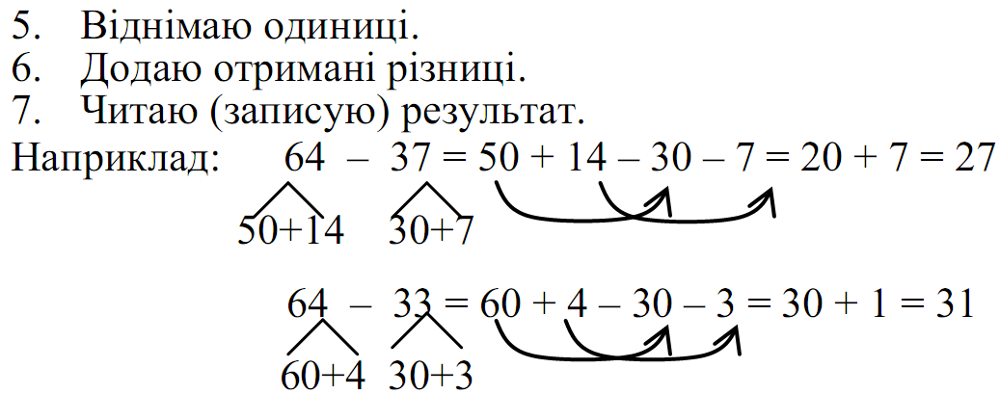 5. Віднімаю одиниці.
6. Додаю отримані різниці.
7. Читаю (записую) результат.
Наприклад: 64 – 37 = 50 + 14 – 30 – 7 = 20 + 7 = 27
50+14 30+7
64 – 33 = 60 + 4 – 30 – 3 = 30 + 1 = 31
60+4 30+3